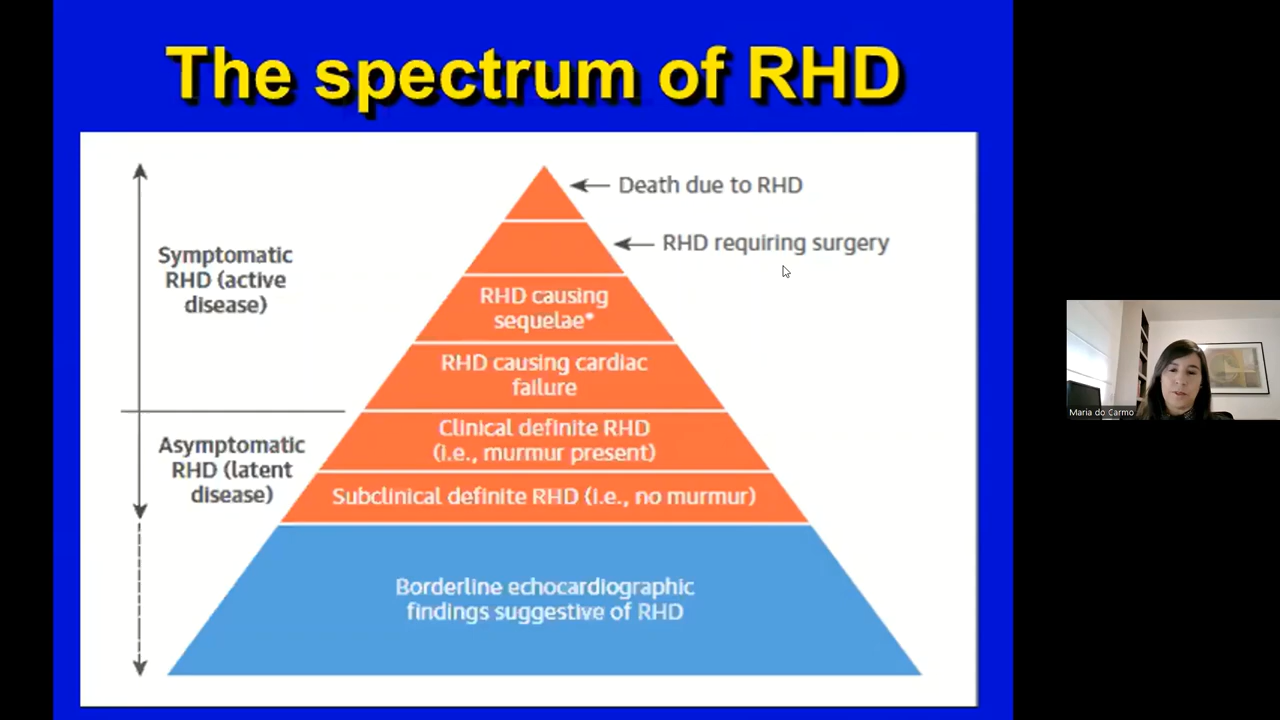 The spectrum of RHD
Death due to RHD
RHD requiring surgery
Symptomatic
RHD (active
disease)
RHD causing
sequelae*
RHD causing cardiac
failure
Clinical definite RHD
(i.e., murmur present)
Asymptomatic
RHD (latent
disease)
Subclinical definite RHD (i.e., no murmur)
Borderline echocardiographic
findings suggestive of RHD
Maria do Carmo